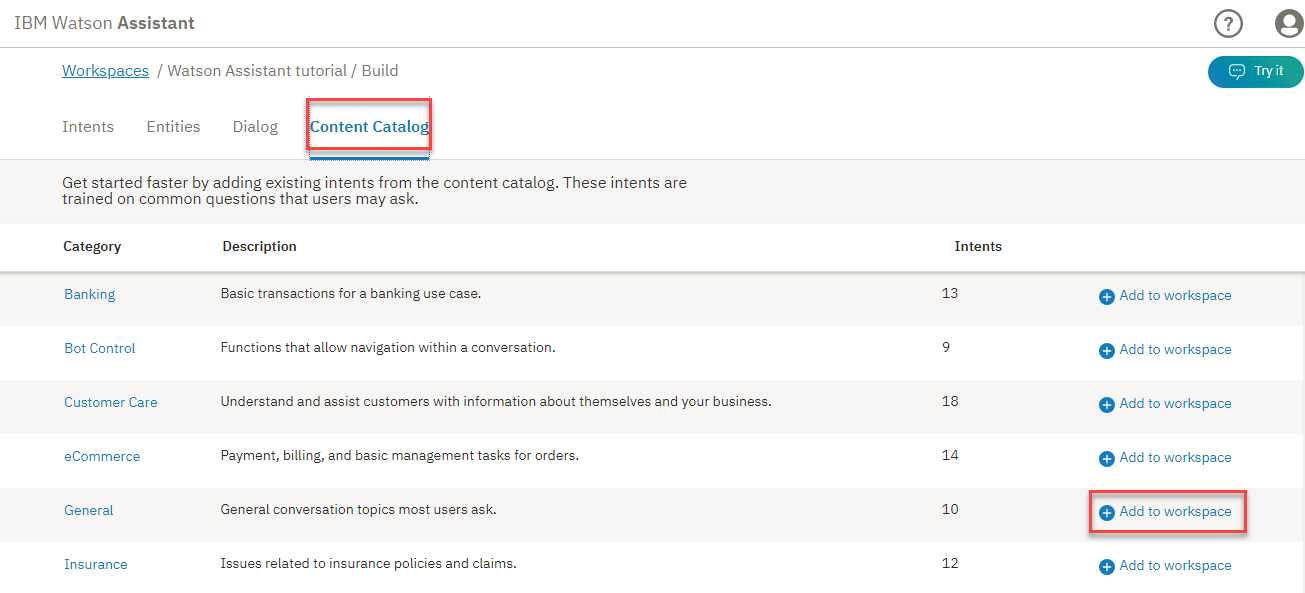 IBM Watson Assistant
?
Workspaces / Watson Assistant tutorial / Build
Try it
Intents Entities Dialog Content Catalog
Get started faster by adding existing intents from the content catalog. These intents are
trained on common questions that users may ask.
Category Description Intents
Banking Basic transactions for a banking use case. 13 Add to workspace
Bot Control Functions that allow navigation within a conversation. 9 Add to workspace
Customer Care Understand and assist customers with information about themselves and your business. 18 Add to workspace
eCommerce Payment, billing, and basic management tasks for orders. 14 Add to workspace
General General conversation topics most users ask. 10 Add to workspace
Insurance Issues related to insurance policies and claims. 12 Add to workspace